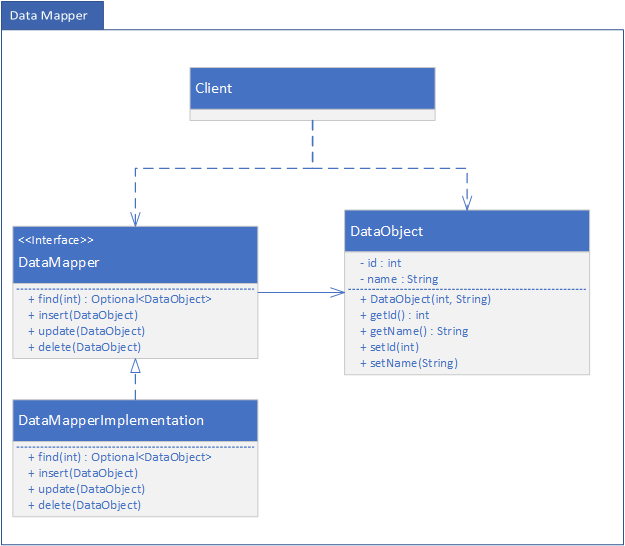 Data Mapper
Client
<<Interface>>
DataMapper
+ find(int) : Optional<DataObject>
+ insert(DataObject)
+ update(DataObject)
+ delete(DataObject)
DataObject
- id : int
- name : String
+ DataObject(int, String)
+ getId() : int
+ getName() : String
+ setId(int)
+ setName(String)
DataMapperImplementation
+ find(int) : Optional<DataObject>
+ insert(DataObject)
+ update(DataObject)
+ delete(DataObject)